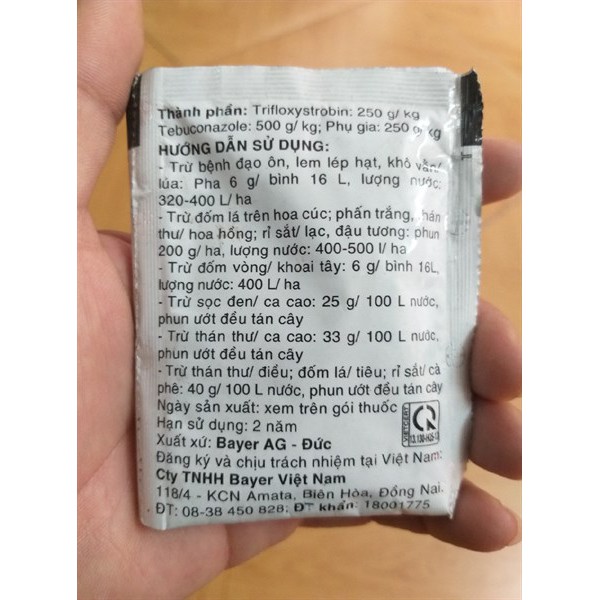 Thành phần: Trifloxystrobin: 250 g/ kg
Tebuconazole: 500 g/ kg; Phụ gia: 250 g/kg
HƯỚNG DẪN SỬ DỤNG:
- Trừ bệnh đạo ôn, lem lép hạt, khô vằn/
lúa: Pha 6 g/ bình 16 L, lượng nước:
320-400 L/ ha
- Trừ đốm lá trên hoa cúc; phấn trắng, thán
thư/ hoa hồng; rỉ sắt/ lạc, đậu tương: phun
200 g/ ha, lượng nước: 400-500 l/ ha
- Trừ đốm vòng/ khoai tây: 6 g/ bình 16L,
lượng nước: 400 L/ ha
- Trừ sọc đen/ ca cao: 25 g/ 100 L nước,
phun ướt đều tán cây
- Trừ thán thư/ ca cao: 33 g/ 100 L nước,
phun ướt đều tán cây
- Trừ thán thư/ điều; đốm lá/ tiêu; rỉ sắt/ cà
phê: 40 g/ 100 L nước, phun ướt đều tán cây
Ngày sản xuất: xem trên gói thuốc
Hạn sử dụng: 2 năm
Xuất xứ: Bayer AG - Đức
VIETCERT
Đăng ký và chịu trách nhiệm tại Việt Nam:
Cty TNHH Bayer Việt Nam
118/4 - KCN Amata, Biên Hòa, Đồng Nai.
ĐT: 08-38 450 828; ĐT khẩn: 18001775